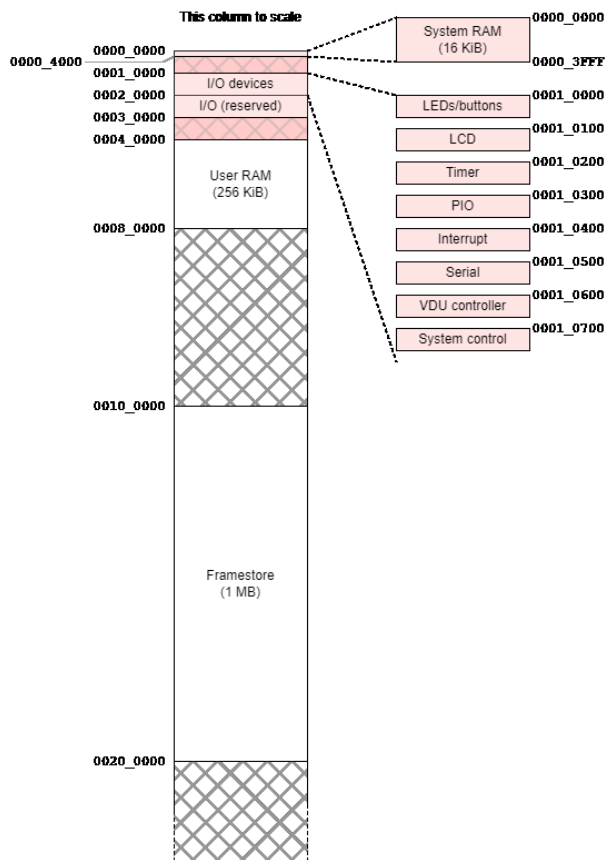 This column to scale
0000_0000
0000_4000
0001_0000
0002_0000
0003_0000
0004_0000
0008_0000
0010_0000
0020_0000
I/O devices
I/O (reserved)
User RAM
(256 KiB)
Framestore
(1 MB)
System RAM
(16 KiB)
0000_0000
0000_3FFF
LEDs/buttons
0001_0000
LCD
0001_0100
Timer
0001_0200
PIO
0001_0300
Interrupt
0001_0400
Serial
0001_0500
VDU controller
0001_0600
System control
0001_0700